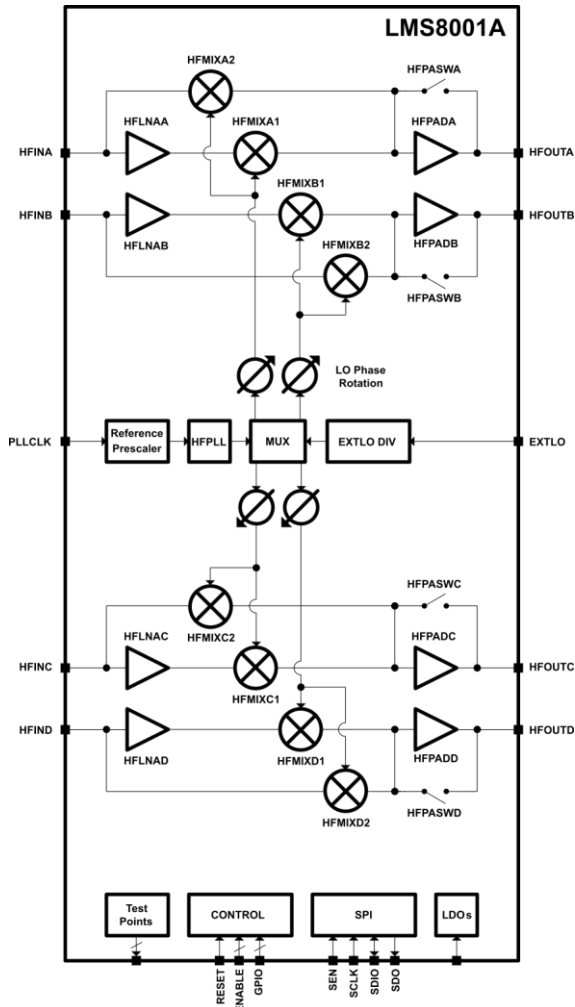 LMS8001A
HFMIXA2
HFPASWA
HFLNAA
HFMIXA1
HFPADA
HFINA
HFOUTA
HFMIXB1
HFINB
HFOUTB
HFLNAB
HFMIXB2
HFPADB
HFPASWB
LO Phase
Rotation
PLLCLK
Reference
Prescaler
HFPLL
MUX
EXTLO DIV
EXTLO
HFPASWC
HFLNAC
HFMIXC2
HFPADC
HFINC
HFOUTC
HFMIXC1
HFIND
HFOUTD
HFLNAD
HFMIXD1
HFPADD
HFMIXD2
HFPASWD
Test
Points
CONTROL
SPI
LDOs
RESET
ENABLE
GPIO
SEN
SCLK
SDIO
SDO